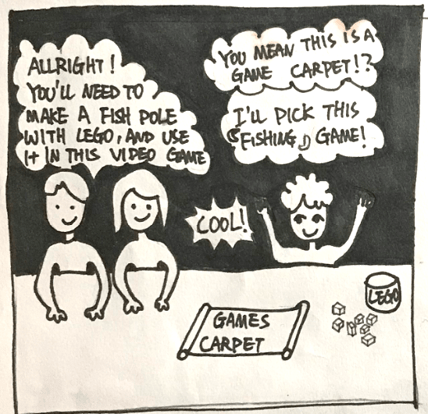 ALLRIGHT!
YOU'LL NEED TO
MAKE A FISH POLE
WITH LEGO, AND USE
It IN THIS VIDEO GAME
YOU MEAN THIS IS A
GAME CARPET!?
I'LL PICK THIS
「FISHING」 GAME!
COOL!
GAMES
CARPET
LEGO